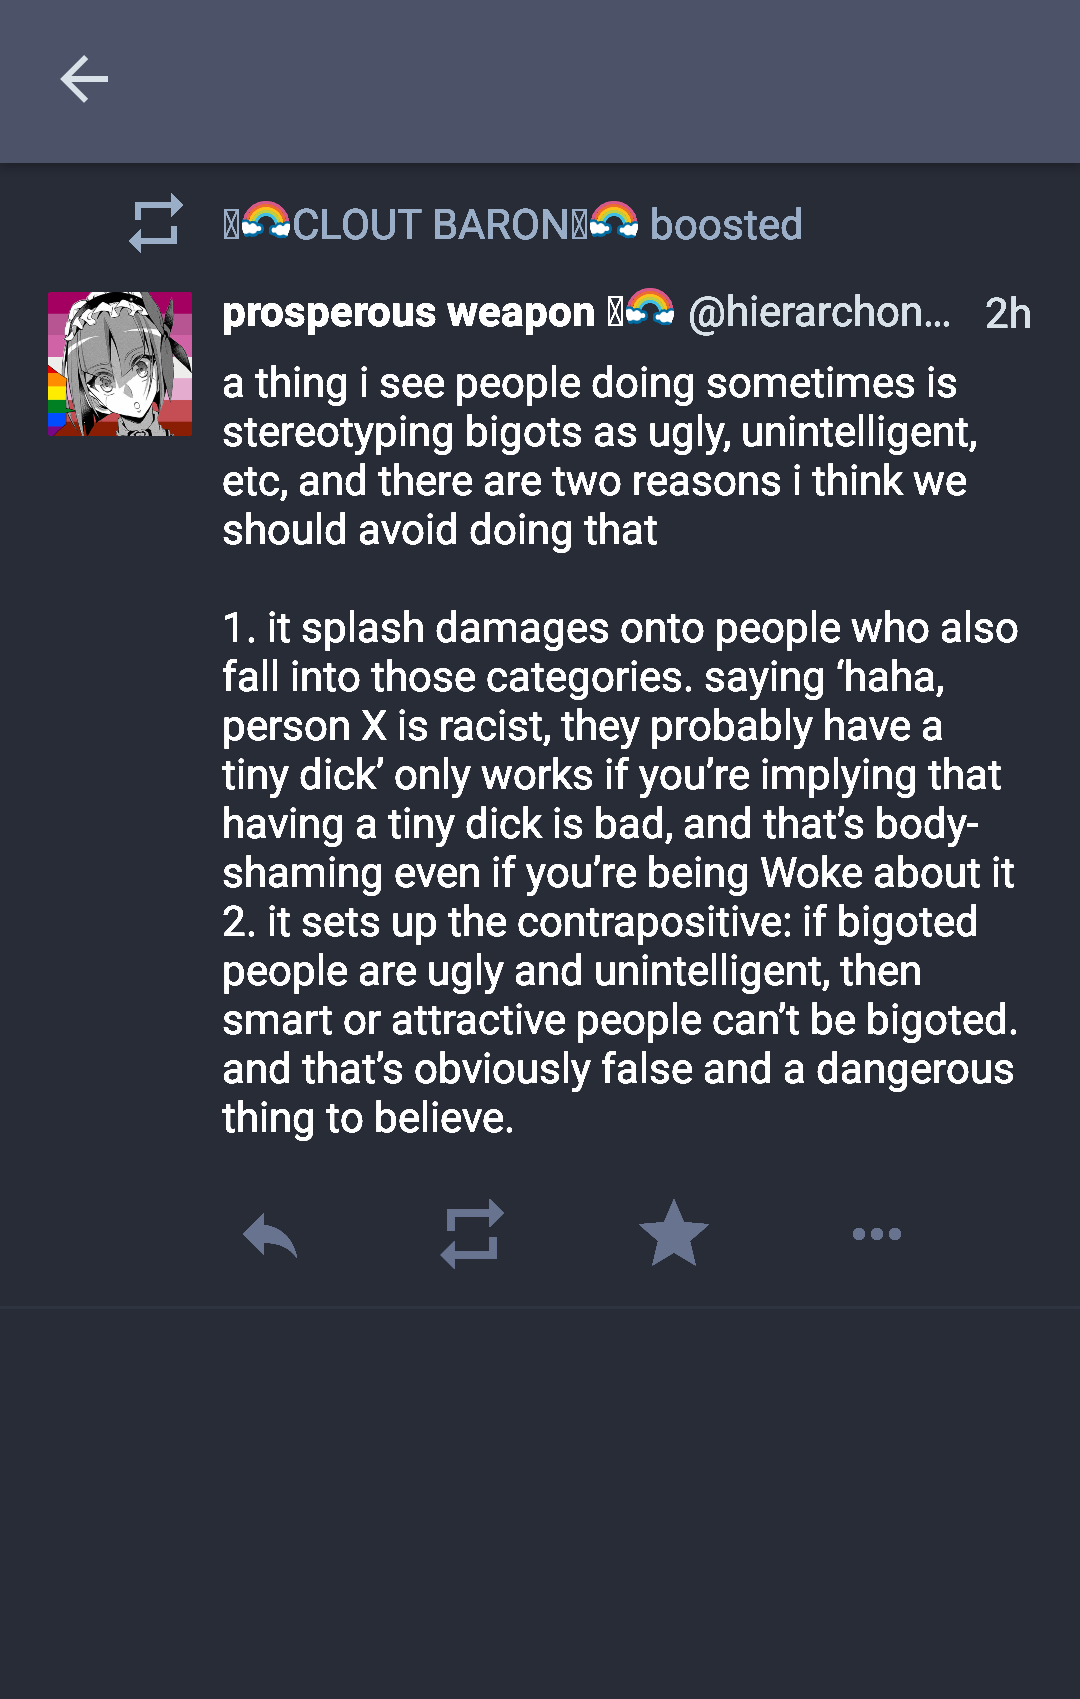 🌈CLOUT BARON🌈 boosted
prosperous weapon 🌈 @hierarchon... 2h
a thing i see people doing sometimes is
stereotyping bigots as ugly, unintelligent,
etc, and there are two reasons i think we
should avoid doing that
1. it splash damages onto people who also
fall into those categories. saying ‘haha,
person X is racist, they probably have a
tiny dick’ only works if you’re implying that
having a tiny dick is bad, and that’s body-
shaming even if you’re being Woke about it
2. it sets up the contrapositive: if bigoted
people are ugly and unintelligent, then
smart or attractive people can’t be bigoted.
and that’s obviously false and a dangerous
thing to believe.